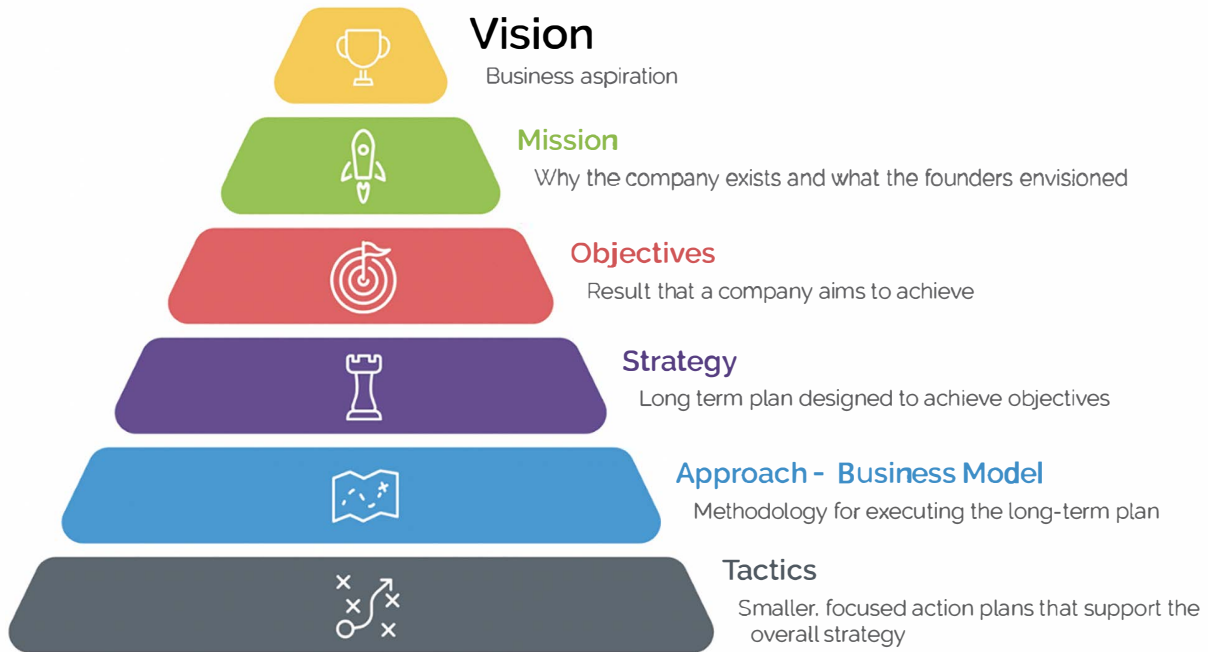 Vision
Business aspiration
Mission
Why the company exists and what the founders envisioned
Objectives
Result that a company aims to achieve
Strategy
Long term plan designed to achieve objectives
Approach - Business Model
Methodology for executing the long-term plan
Tactics
Smaller, focused action plans that support the
overall strategy